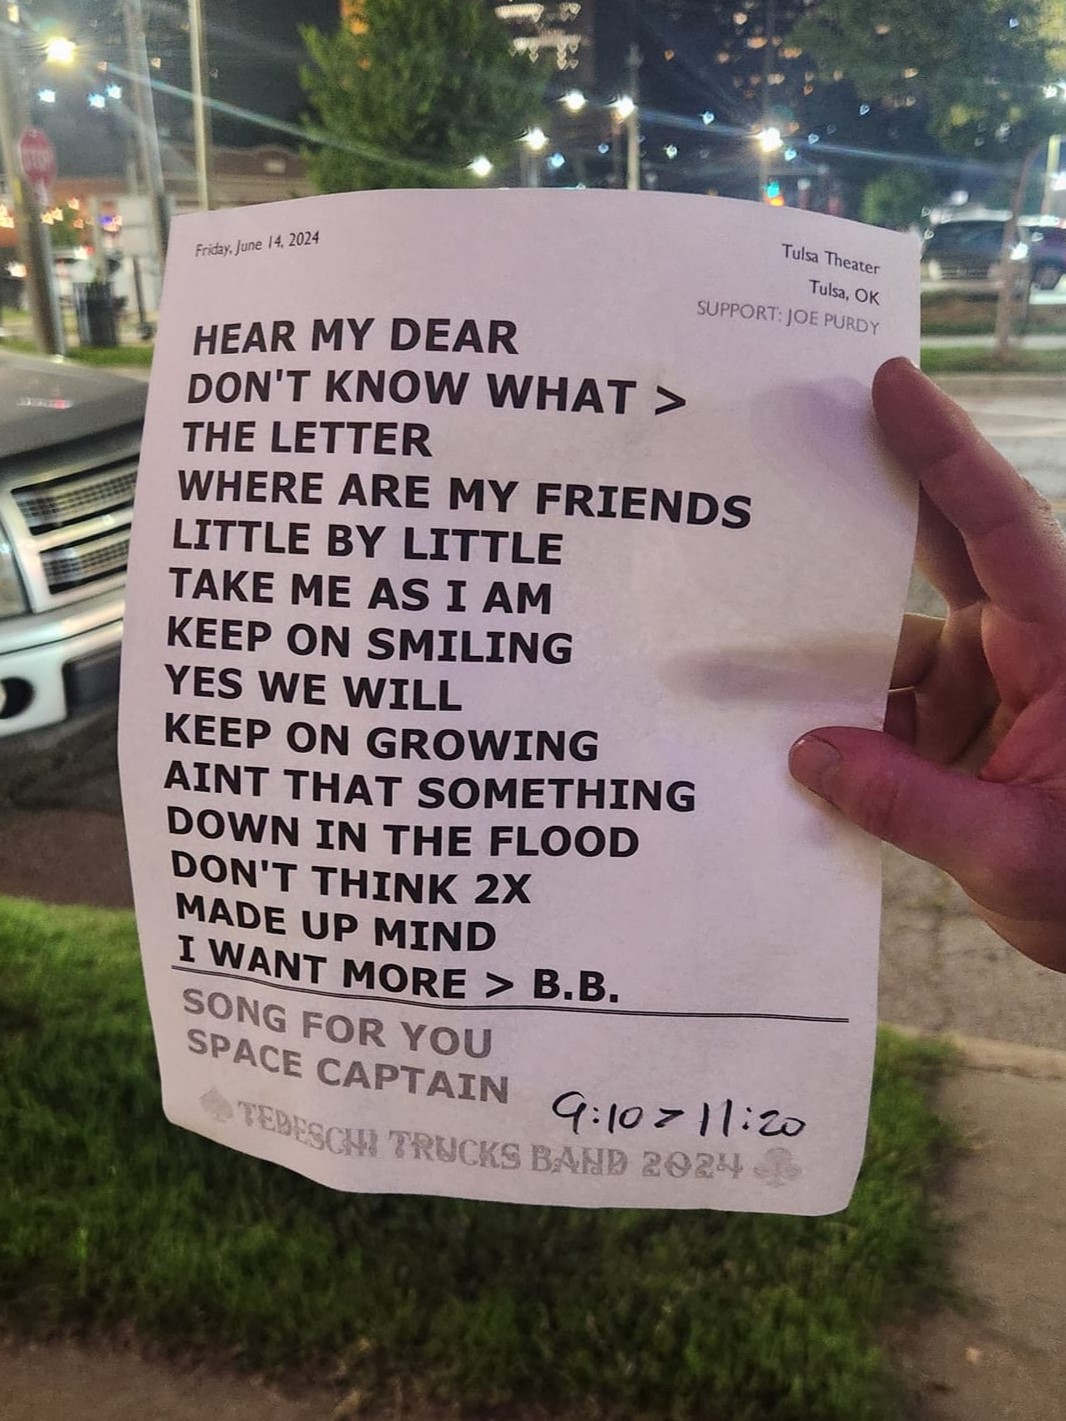 Friday, June 14, 2024
Tulsa Theater
Tulsa, OK
SUPPORT: JOE PURDY
HEAR MY DEAR
DON'T KNOW WHAT >
THE LETTER
WHERE ARE MY FRIENDS
LITTLE BY LITTLE
TAKE ME AS I AM
KEEP ON SMILING
YES WE WILL
KEEP ON GROWING
AINT THAT SOMETHING
DOWN IN THE FLOOD
DON'T THINK 2X
MADE UP MIND
I WANT MORE > B.B.
SONG FOR YOU
SPACE CAPTAIN
9:10 > 11:20
TEDESCHI TRUCKS BAND 2024
STOP